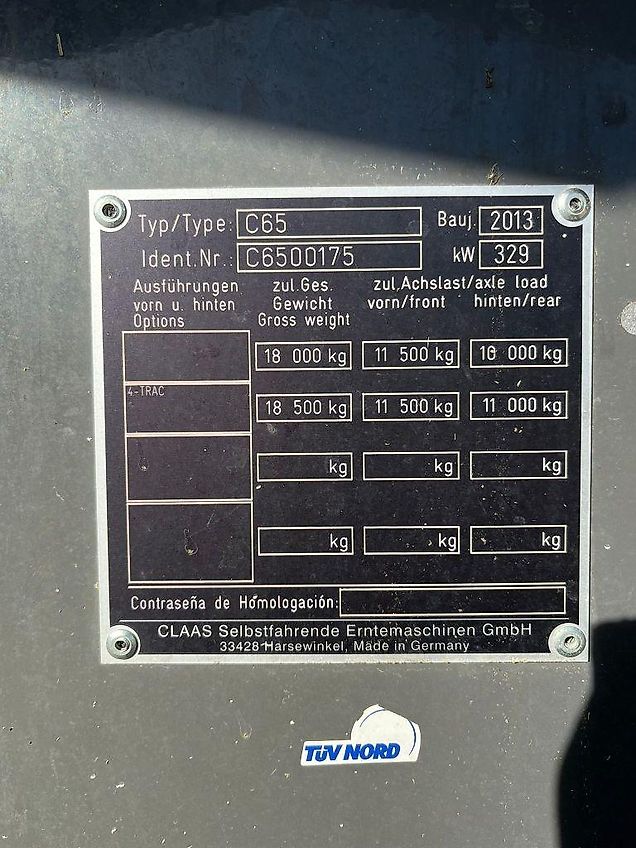 Typ/Type: C65 Bauj. 2013
Ident.Nr.: C6500175 kW 329
Ausführungen zul.Ges. zul.Achslast/axle load
vorn u. hinten Gewicht vorn/front hinten/rear
Options Gross weight
18 000 kg 11 500 kg 10 000 kg
4-TRAC
18 500 kg 11 500 kg 11 000 kg
kg kg kg
kg kg kg
Contraseña de Homologación:
CLAAS Selbstfahrende Erntemaschinen GmbH
33428 Harsewinkel, Made in Germany
TÜV NORD